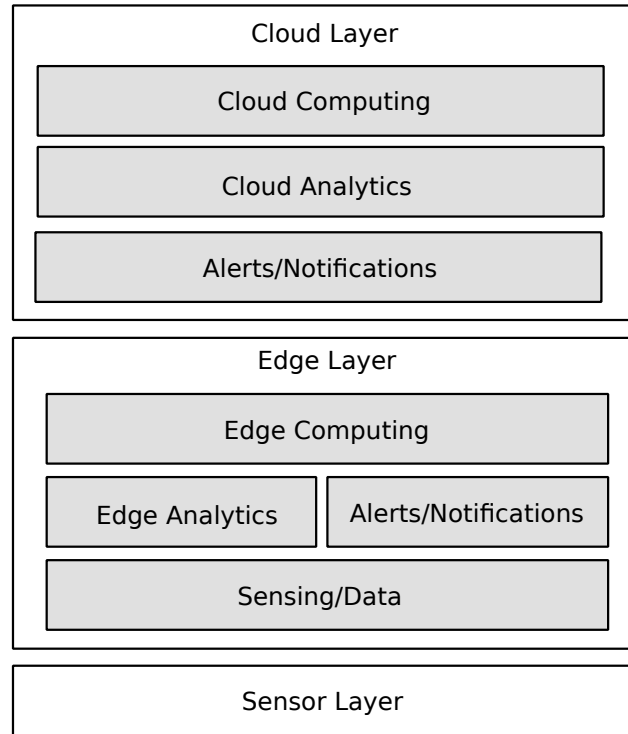 Cloud Layer
Cloud Computing
Cloud Analytics
Alerts/Notifications
Edge Layer
Edge Computing
Edge Analytics
Alerts/Notifications
Sensing/Data
Sensor Layer